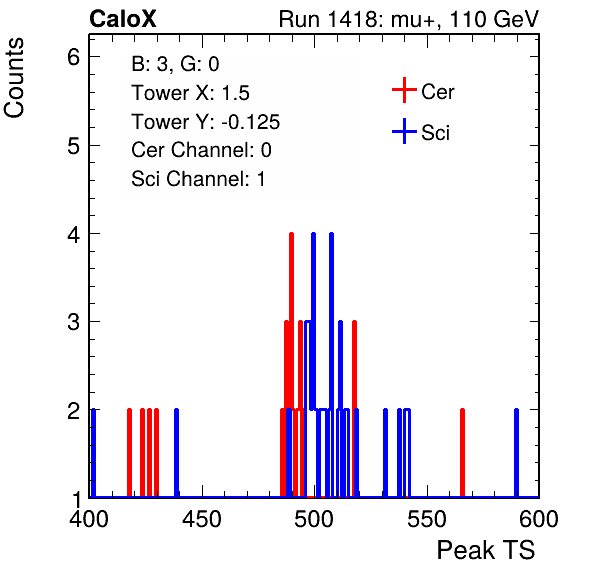 CaloX
Run 1418: mu+, 110 GeV
Counts
B: 3, G: 0
Tower X: 1.5
Tower Y: -0.125
Cer Channel: 0
Sci Channel: 1
Cer
Sci
6
5
4
3
2
1
400
450
500
550
600
Peak TS